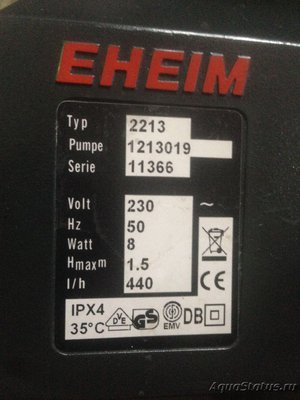 EHEIM
Typ 2213
Pumpe 1213019
Serie 11366
Volt 230 ~
Hz 50
Watt 8
Hmaxm 1.5
l/h 440
IPX4
35°C DVE GS EMV DB CE
AquaStatus.ru